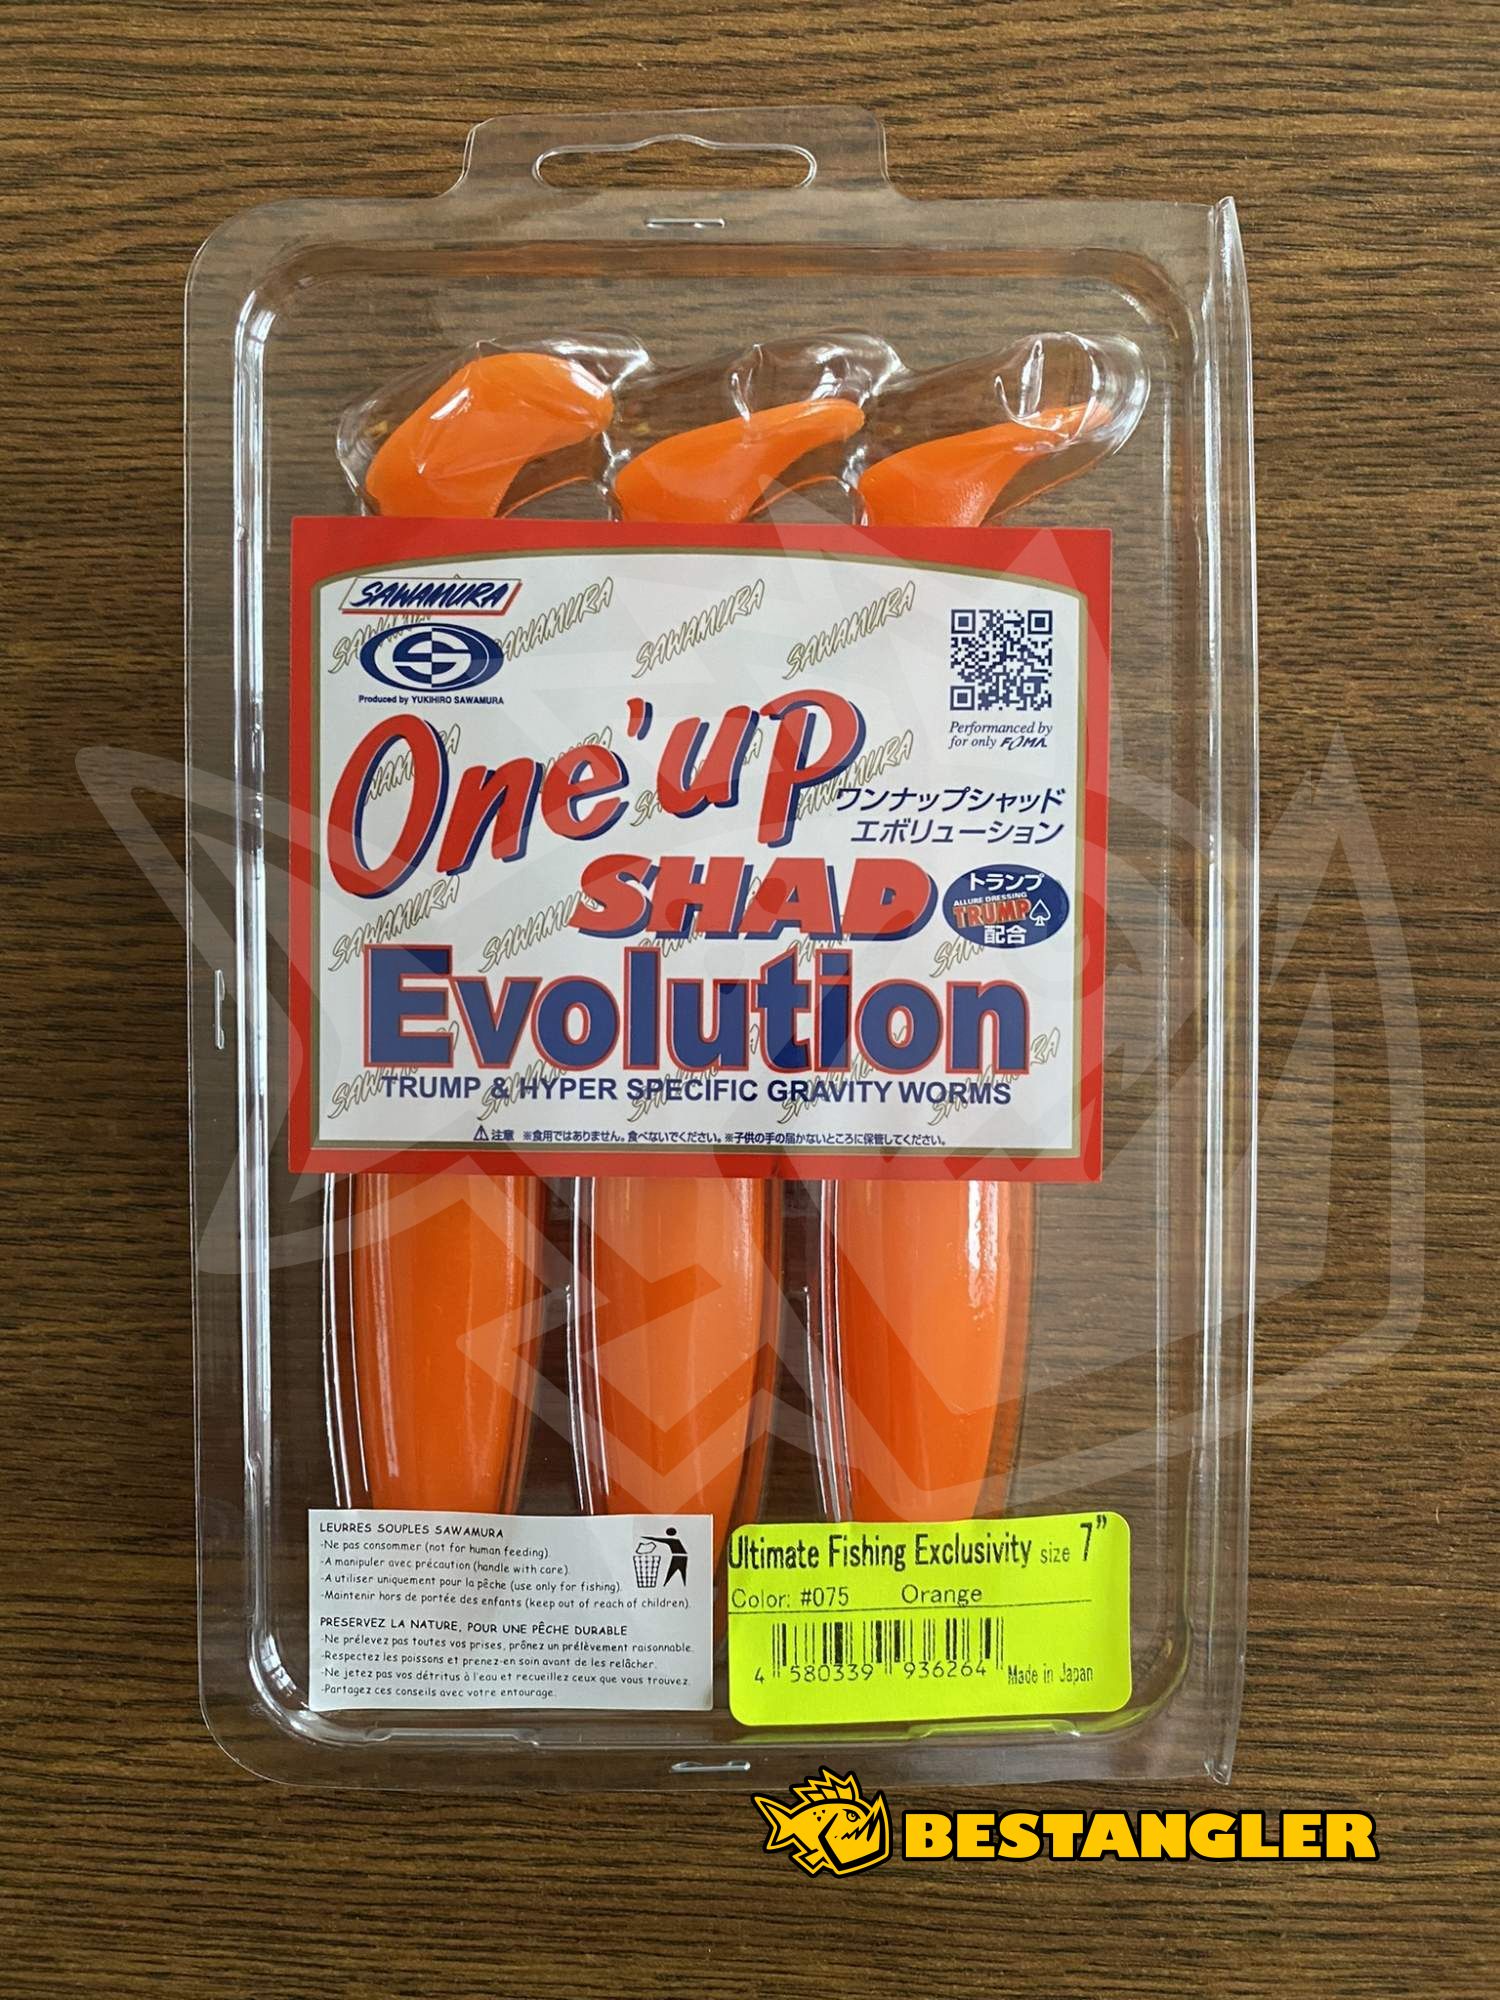 SAWAMURA
Produced by YUKIHIRO SAWAMURA
Performanced by
for only FOMA
One'up
ワンナップシャッド
エボリューション
SHAD
トランプ
ALLURE DRESSING
TRUMP
配合
Evolution
TRUMP & HYPER SPECIFIC GRAVITY WORMS
⚠注意 ※食用ではありません。食べないでください。※子供の手の届かないところに保管してください。
LEURRES SOUPLES SAWAMURA
-Ne pas consommer (not for human feeding).
-A manipuler avec précaution (handle with care).
-A utiliser uniquement pour la pêche (use only for fishing).
-Maintenir hors de portée des enfants (keep out of reach of children).
PRESERVEZ LA NATURE, POUR UNE PÊCHE DURABLE
-Ne prélevez pas toutes vos prises, prônez un prélèvement raisonnable.
-Respectez les poissons et prenez-en soin avant de les relâcher.
-Ne jetez pas vos détritus à l'eau et recueillez ceux que vous trouvez.
-Partagez ces conseils avec votre entourage.
Ultimate Fishing Exclusivity size 7"
Color: #075 Orange
4 580339 936264
Made in Japan
BESTANGLER